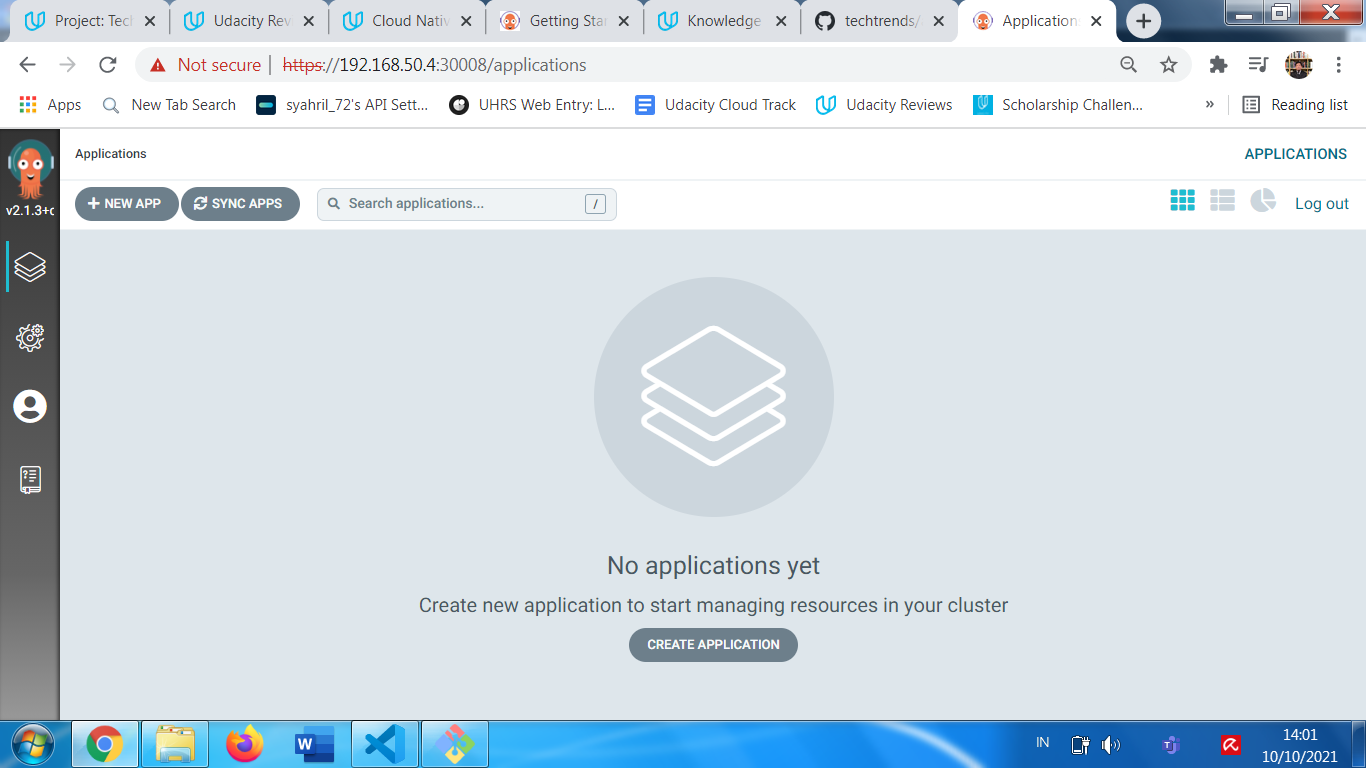 Project: Tech
Udacity Rev
Cloud Nativ
Getting Star
Knowledge
techtrends/
Application
Not secure
https://192.168.50.4:30008/applications
Apps
New Tab Search
syahril_72's API Sett...
UHRS Web Entry: L...
Udacity Cloud Track
Udacity Reviews
Scholarship Challen...
»
Reading list
Applications
APPLICATIONS
v2.1.3+c
NEW APP
SYNC APPS
Search applications...
/
Log out
No applications yet
Create new application to start managing resources in your cluster
CREATE APPLICATION
IN
14:01
10/10/2021